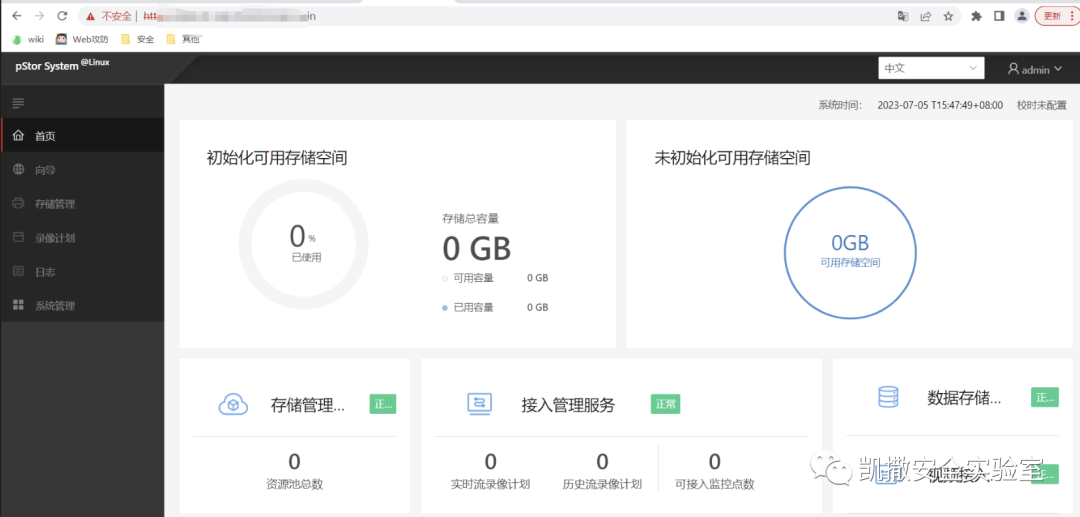 不安全 http in 更新
wiki Web攻防 安全 其他
pStor System @Linux 中文 admin
系统时间: 2023-07-05 T15:47:49+08:00 校时未配置
首页
向导
存储管理
录像计划
日志
系统管理
初始化可用存储空间
0 %
已使用
存储总容量
0 GB
可用容量 0 GB
已用容量 0 GB
未初始化可用存储空间
0GB
可用存储空间
存储管理... 正...
0
资源池总数
接入管理服务 正常
0 0 0
实时流录像计划 历史流录像计划 可接入监控点数
数据存储... 正...
视频接入
凯撒安全实验室